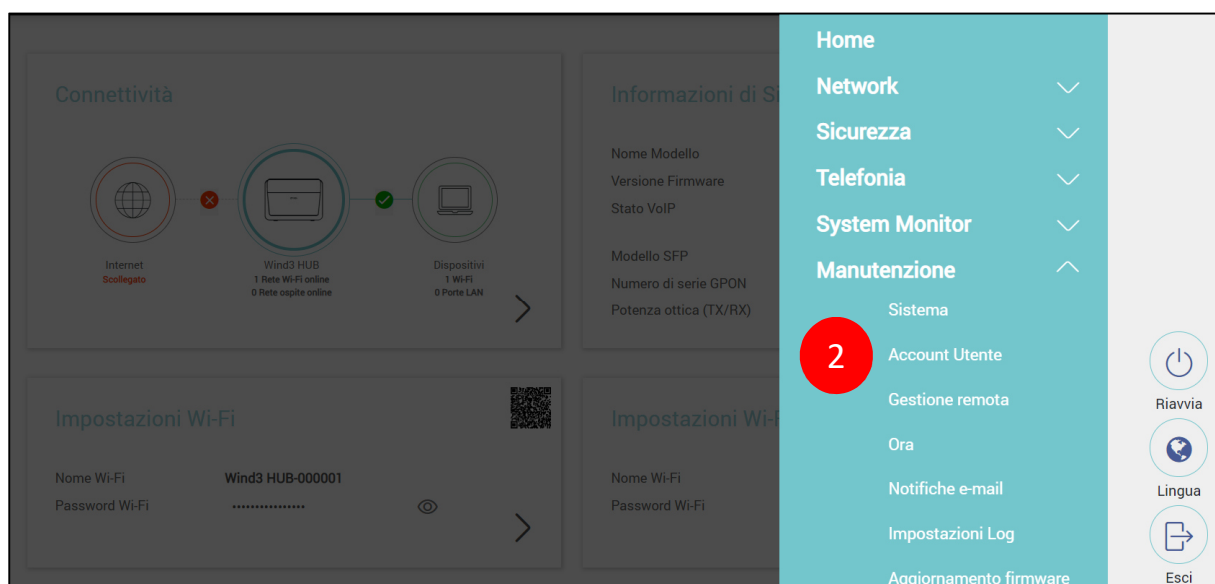 Connettività
Internet
Scollegato
Wind3 HUB
1 Rete Wi-Fi online
0 Rete ospite online
Dispositivi
1 Wi-Fi
0 Porte LAN
Informazioni di Si
Nome Modello
Versione Firmware
Stato VoIP
Modello SFP
Numero di serie GPON
Potenza ottica (TX/RX)
Impostazioni Wi-Fi
Nome Wi-Fi Wind3 HUB-000001
Password Wi-Fi ••••••••••••••••
Impostazioni Wi-F
Nome Wi-Fi
Password Wi-Fi
Home
Network
Sicurezza
Telefonia
System Monitor
Manutenzione
Sistema
2 Account Utente
Gestione remota
Ora
Notifiche e-mail
Impostazioni Log
Aggiornamento firmware
Riavvia
Lingua
Esci